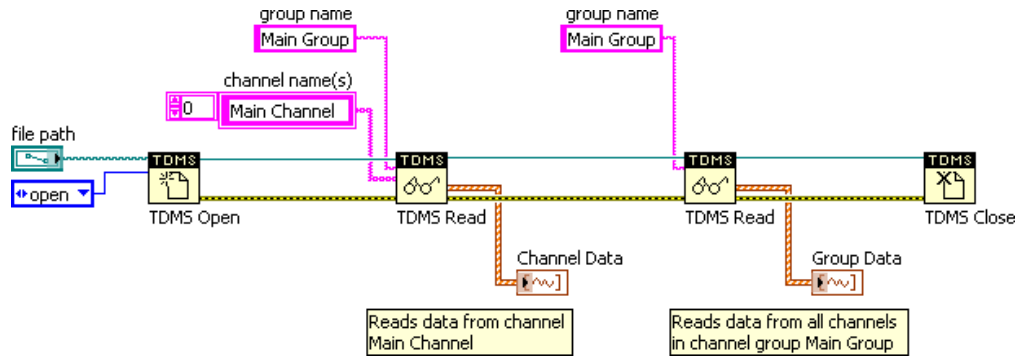 group name
Main Group
group name
Main Group
channel name(s)
0
Main Channel
file path
open
TDMS
TDMS
TDMS
TDMS
TDMS Open
TDMS Read
TDMS Read
TDMS Close
Channel Data
Group Data
Reads data from channel
Main Channel
Reads data from all channels
in channel group Main Group